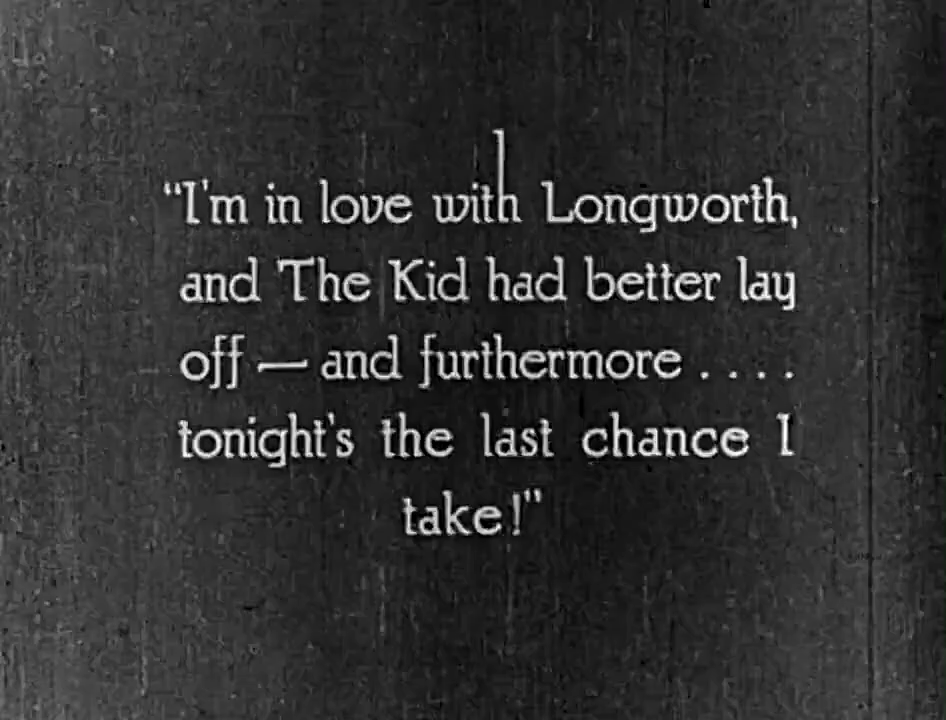 "I'm in love with Longworth,
and The Kid had better lay
off — and furthermore ....
tonight's the last chance I
take!"